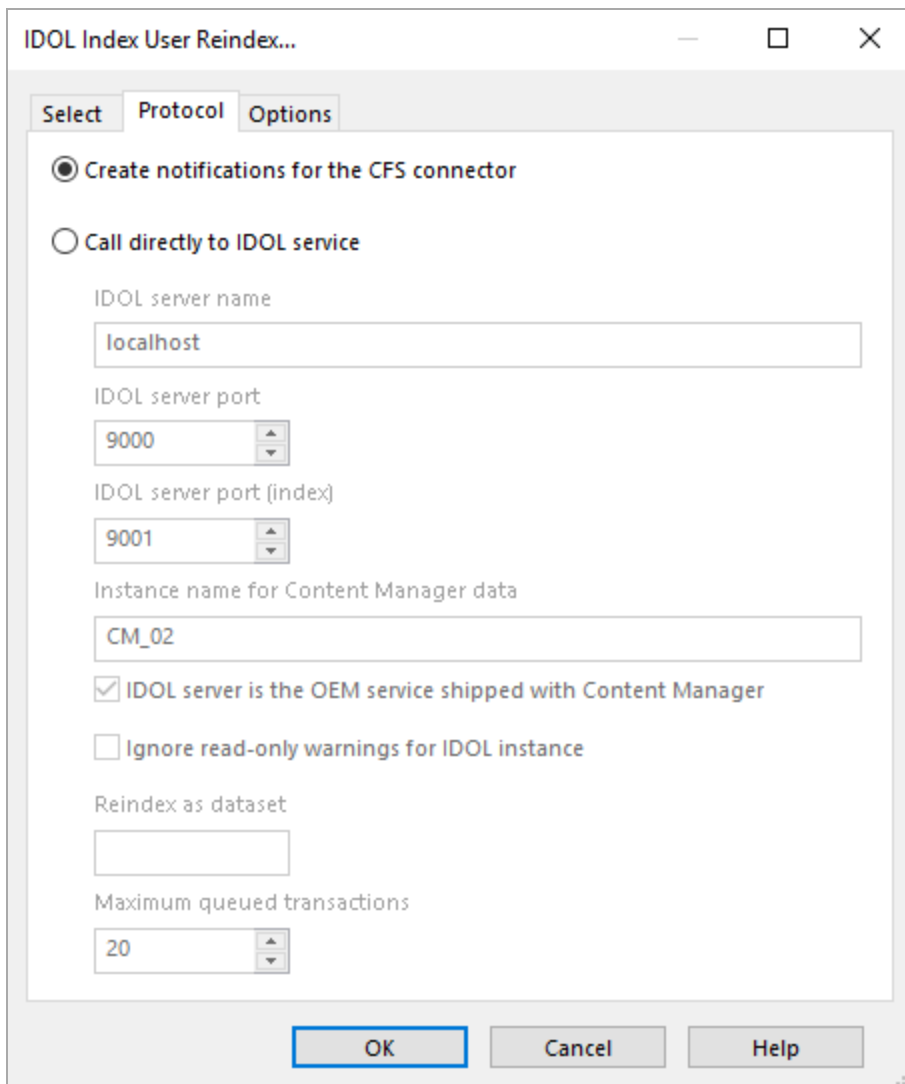 IDOL Index User Reindex...
Select Protocol Options
Create notifications for the CFS connector
Call directly to IDOL service
IDOL server name
localhost
IDOL server port
9000
IDOL server port (index)
9001
Instance name for Content Manager data
CM_02
IDOL server is the OEM service shipped with Content Manager
Ignore read-only warnings for IDOL instance
Reindex as dataset
Maximum queued transactions
20
OK Cancel Help